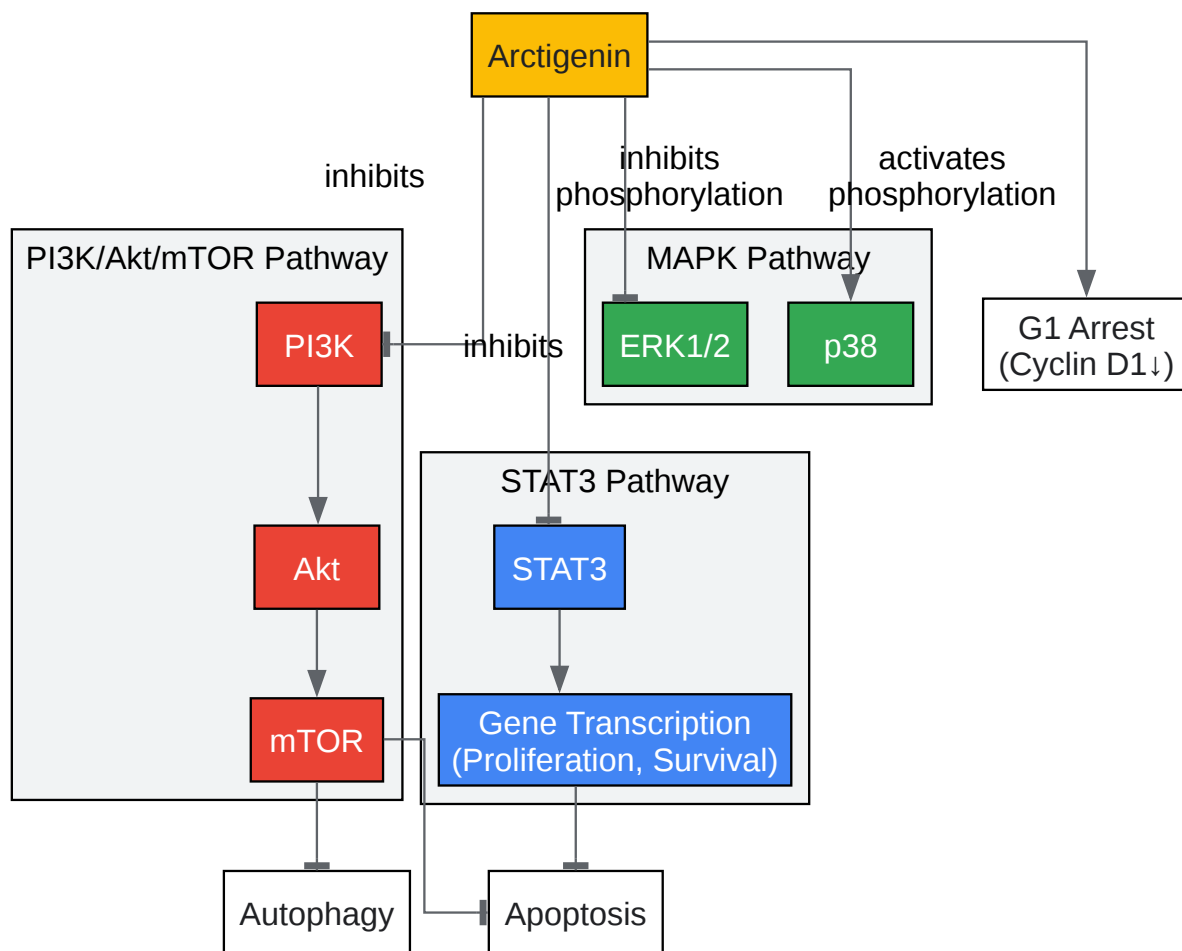 Arctigenin
inhibits
inhibits
phosphorylation
activates
phosphorylation
PI3K/Akt/mTOR Pathway
MAPK Pathway
PI3K
inhibits
ERK1/2
p38
G1 Arrest
(Cyclin D1↓)
STAT3 Pathway
Akt
STAT3
mTOR
Gene Transcription
(Proliferation, Survival)
Autophagy
Apoptosis